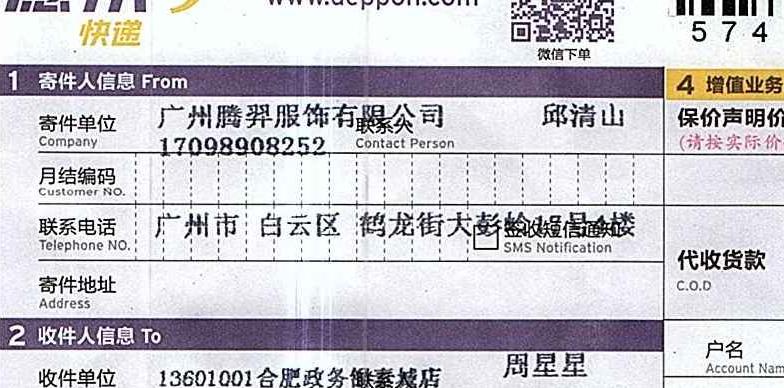 快递
www.deppon.com
微信下单
5 7 4
1 寄件人信息 From
4 增值业务
寄件单位 广州腾羿服饰有限公司 联系人 邱清山
Company 17098908252 Contact Person
保价声明价
(请按实际价
月结编码
Customer NO.
联系电话 广州市 白云区 鹤龙街大彭 17号4楼
签收短信通知
Telephone NO. SMS Notification
代收货款
C.O.D
寄件地址
Address
2 收件人信息 To
户名
Account Nam
收件单位 13601001合肥政务 店 周星星